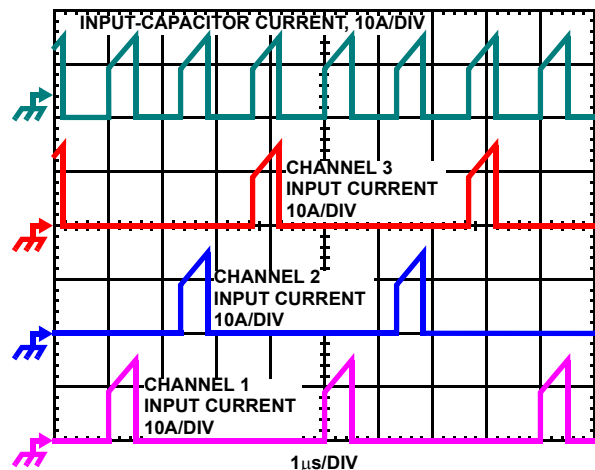 INPUT-CAPACITOR CURRENT, 10A/DIV
CHANNEL 3
INPUT CURRENT
10A/DIV
CHANNEL 2
INPUT CURRENT
10A/DIV
CHANNEL 1
INPUT CURRENT
10A/DIV
1μs/DIV